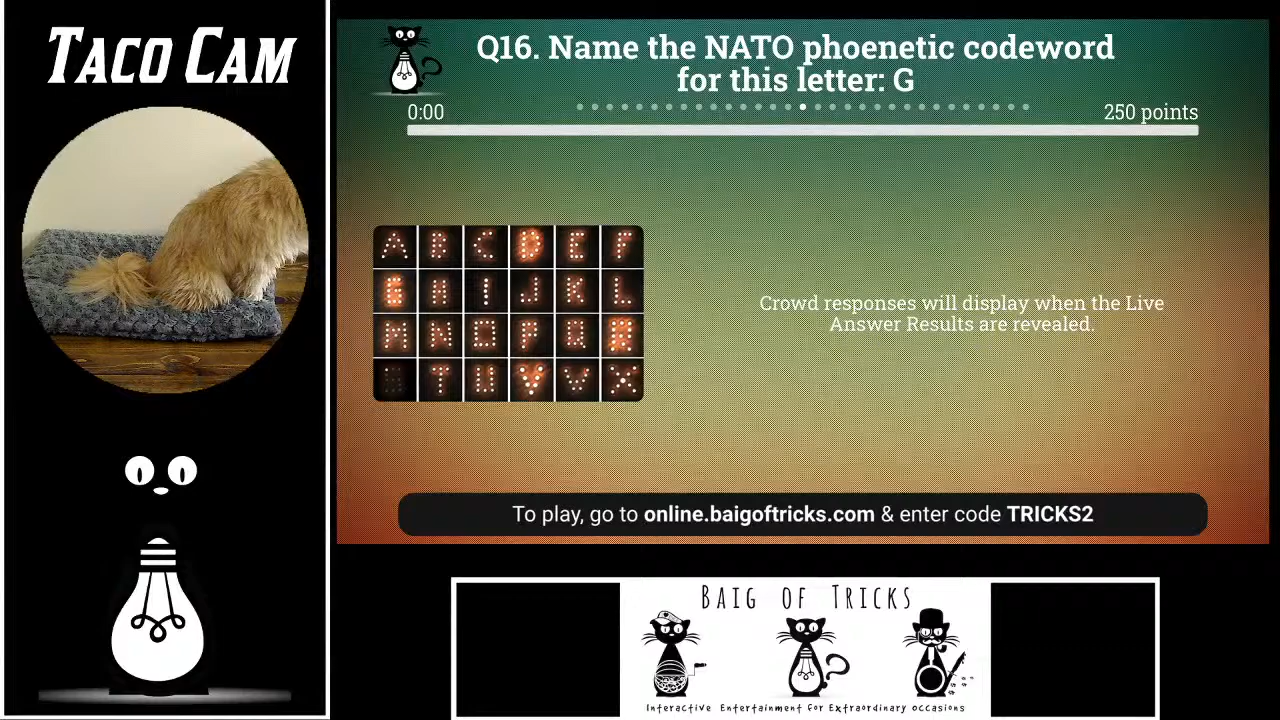 TACO CAM
Q16. Name the NATO phoenetic codeword
for this letter: G
0:00
250 points
A B C D E F
G H I J K L
M N O P Q R
T U V V X
Crowd responses will display when the Live
Answer Results are revealed.
To play, go to online.baigoftricks.com & enter code TRICKS2
BAIG OF TRICKS
Interactive Entertainment for Extraordinary occasions